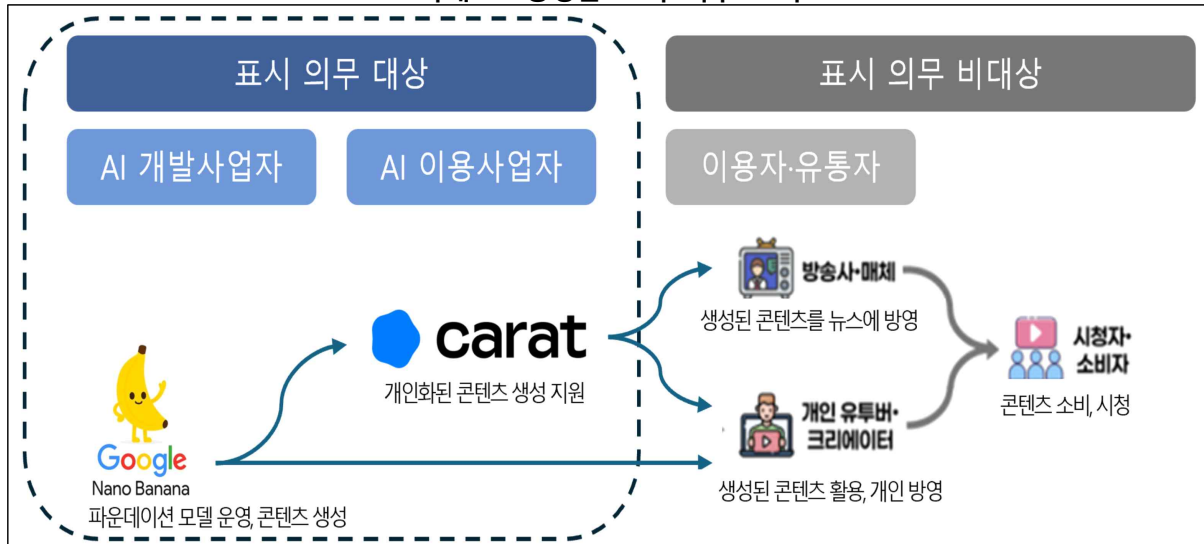 표시 의무 대상
표시 의무 비대상
AI 개발사업자
AI 이용사업자
이용자·유통자
방송사·매체
생성된 콘텐츠를 뉴스에 방영
carat
개인화된 콘텐츠 생성 지원
시청자·
소비자
콘텐츠 소비, 시청
개인 유투버·
크리에이터
생성된 콘텐츠 활용, 개인 방영
Google
Nano Banana
파운데이션 모델 운영, 콘텐츠 생성